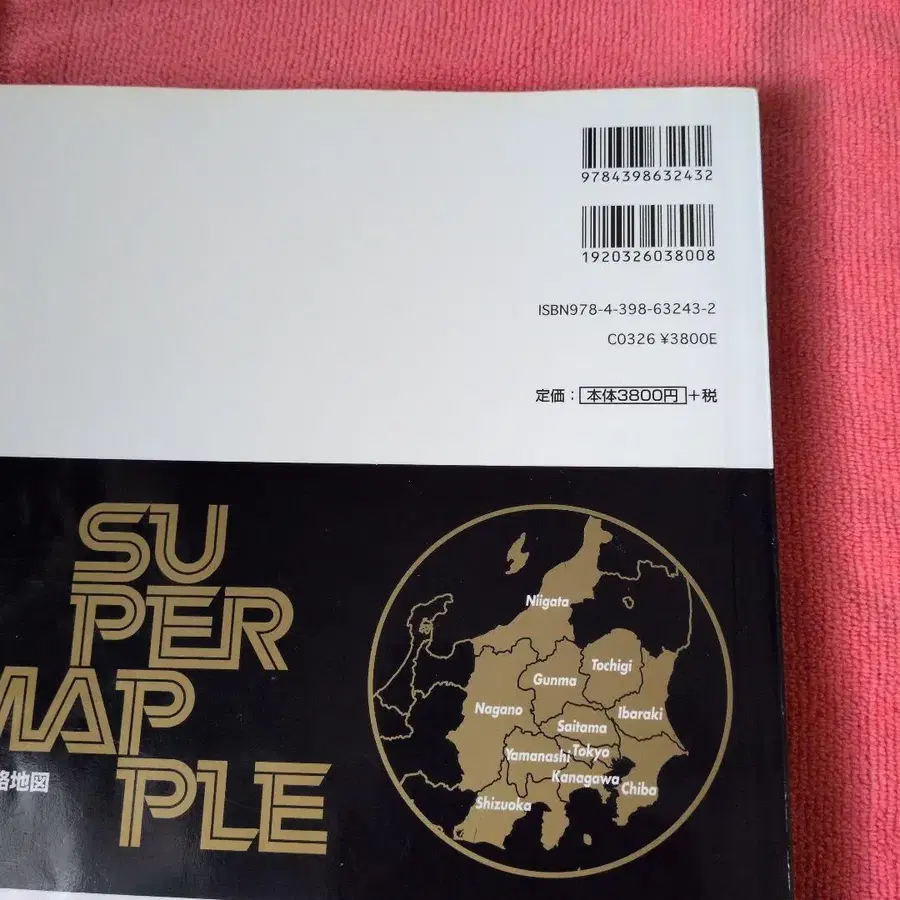 9784398632432
1920326038008
ISBN978-4-398-63243-2
C0326 ¥3800E
定価：本体3800円+税
SU
PER
MAP
PLE
路地図
Niigata
Tochigi
Gunma
Nagano
Ibaraki
Saitama
Yamanashi
Tokyo
Kanagawa
Chiba
Shizuoka